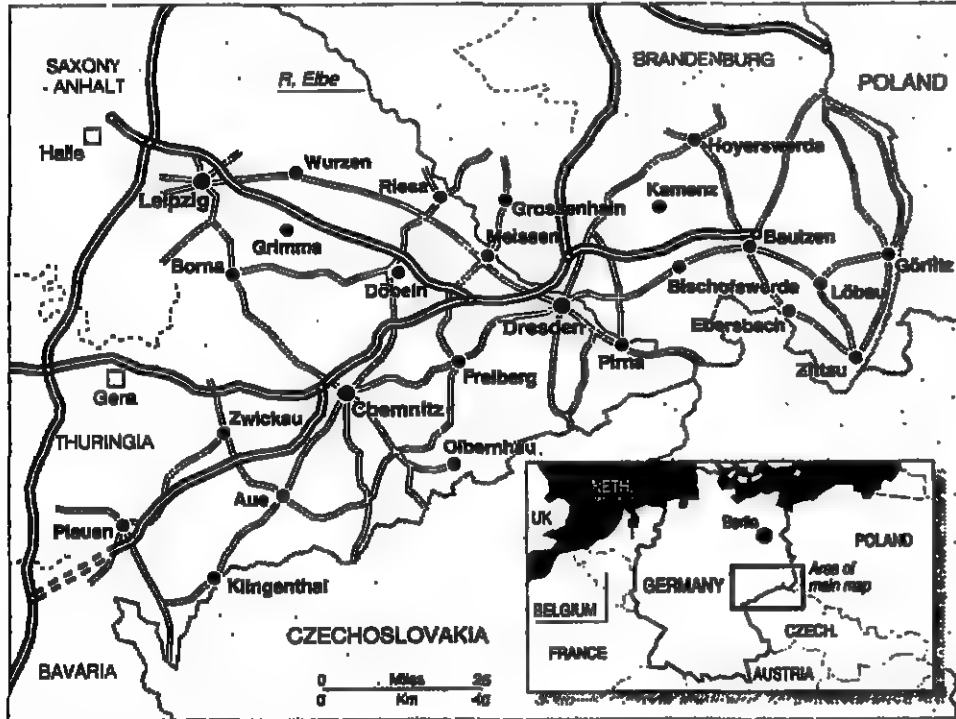 SAXONY
ANHALT
R. Elbe
BRANDENBURG
POLAND
Halle
Wurzen
Hoyerswerda
Leipzig
Riesa
Kamenz
Grossenhain
Grimma
Meissen
Bautzen
Borna
Görlitz
Döbeln
Bischofswerda
Löbau
Dresden
Ebersbach
Pirna
Zittau
Gera
Freiberg
Chemnitz
Zwickau
THURINGIA
Olbernhau
Aue
Plauen
Klingenthal
CZECHOSLOVAKIA
BAVARIA
0 Miles 25
0 Km 40
NETH.
UK
Berlin
POLAND
Area of
main map
GERMANY
BELGIUM
CZECH.
FRANCE
AUSTRIA